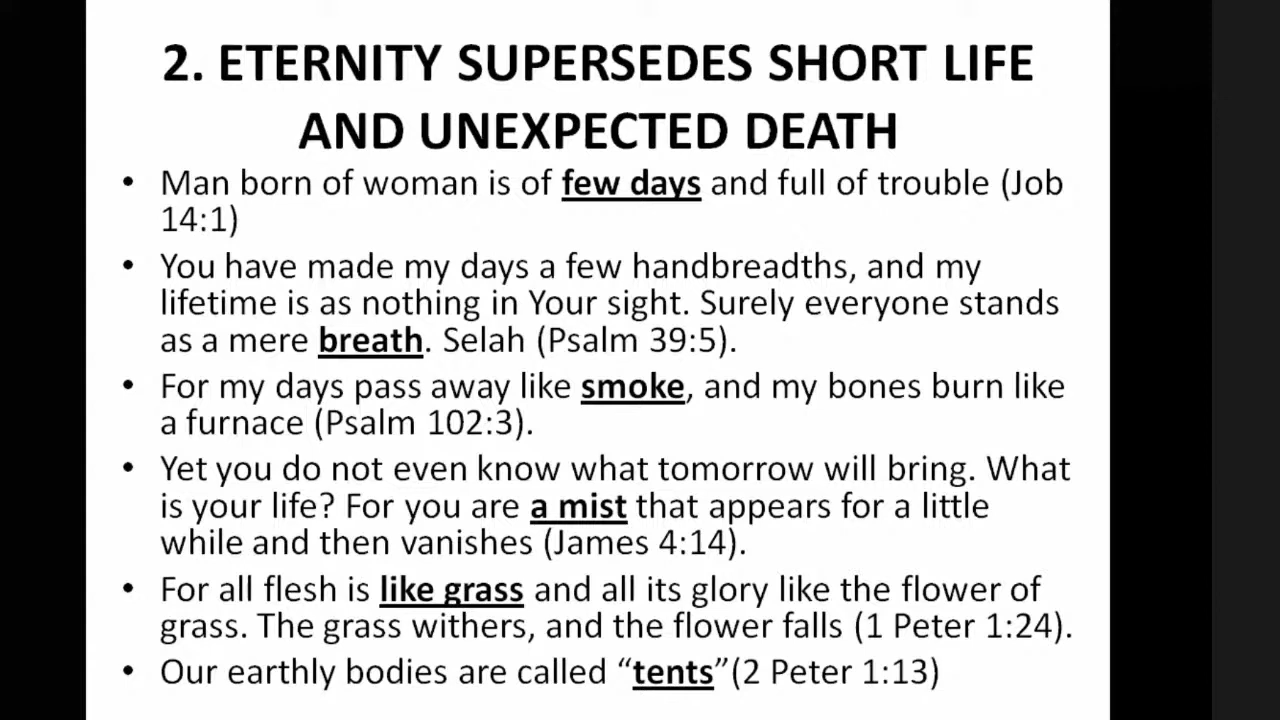 2. ETERNITY SUPERSEDES SHORT LIFE
AND UNEXPECTED DEATH
• Man born of woman is of few days and full of trouble (Job
14:1)
• You have made my days a few handbreadths, and my
lifetime is as nothing in Your sight. Surely everyone stands
as a mere breath. Selah (Psalm 39:5).
• For my days pass away like smoke, and my bones burn like
a furnace (Psalm 102:3).
• Yet you do not even know what tomorrow will bring. What
is your life? For you are a mist that appears for a little
while and then vanishes (James 4:14).
• For all flesh is like grass and all its glory like the flower of
grass. The grass withers, and the flower falls (1 Peter 1:24).
• Our earthly bodies are called “tents”(2 Peter 1:13)